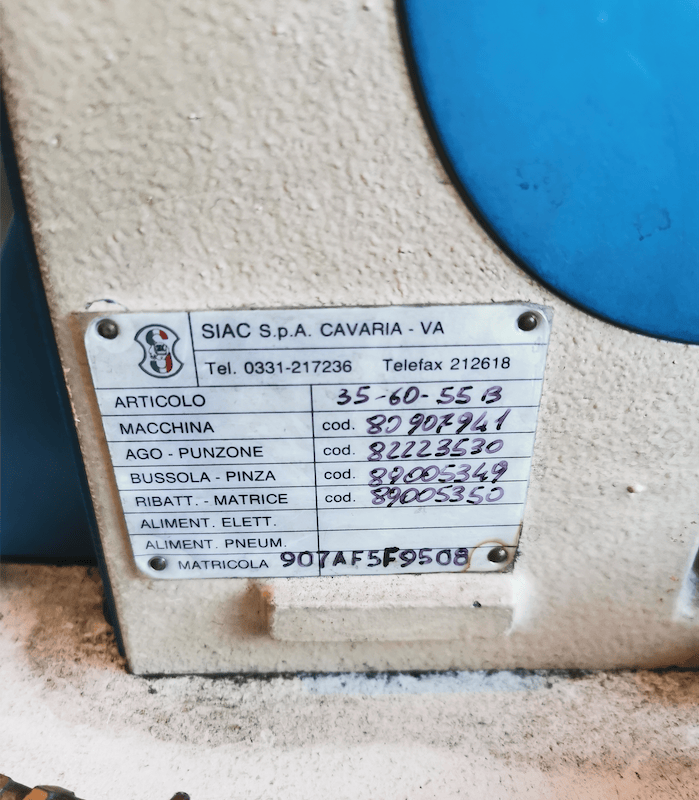 SIAC S.p.A. CAVARIA - VA
Tel. 0331-217236 Telefax 212618
ARTICOLO 35-60-55B
MACCHINA cod. 80907941
AGO - PUNZONE cod. 82223530
BUSSOLA - PINZA cod. 89005349
RIBATT. - MATRICE cod. 89005350
ALIMENT. ELETT.
ALIMENT. PNEUM.
MATRICOLA 907AF5F9508